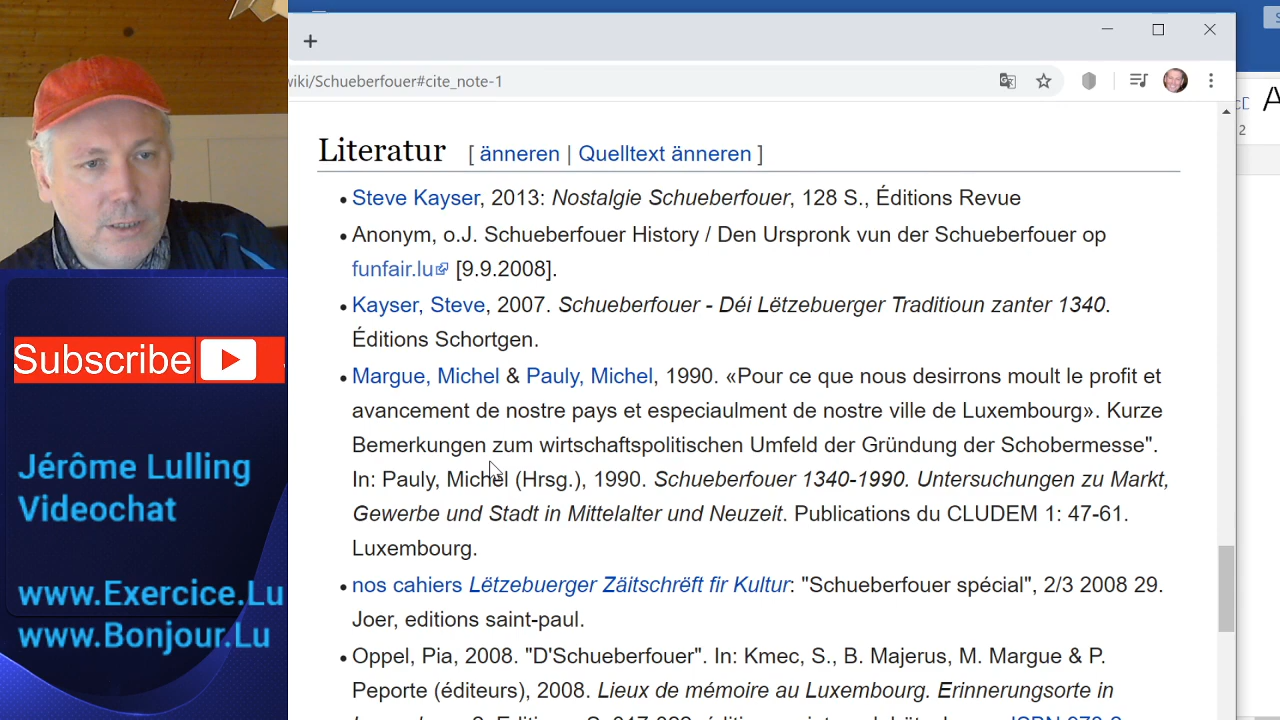 wiki/Schueberfouer#cite_note-1
2
Literatur [ änneren | Quelltext änneren ]
• Steve Kayser, 2013: Nostalgie Schueberfouer, 128 S., Éditions Revue
• Anonym, o.J. Schueberfouer History / Den Urspronk vun der Schueberfouer op
funfair.lu [9.9.2008].
• Kayser, Steve, 2007. Schueberfouer - Déi Lëtzebuerger Traditioun zanter 1340.
Éditions Schortgen.
• Margue, Michel & Pauly, Michel, 1990. «Pour ce que nous desirrons moult le profit et
avancement de nostre pays et especiaulment de nostre ville de Luxembourg». Kurze
Bemerkungen zum wirtschaftspolitischen Umfeld der Gründung der Schobermesse".
In: Pauly, Michel (Hrsg.), 1990. Schueberfouer 1340-1990. Untersuchungen zu Markt,
Gewerbe und Stadt in Mittelalter und Neuzeit. Publications du CLUDEM 1: 47-61.
Luxembourg.
• nos cahiers Lëtzebuerger Zäitschrëft fir Kultur: "Schueberfouer spécial", 2/3 2008 29.
Joer, editions saint-paul.
• Oppel, Pia, 2008. "D'Schueberfouer". In: Kmec, S., B. Majerus, M. Margue & P.
Peporte (éditeurs), 2008. Lieux de mémoire au Luxembourg. Erinnerungsorte in
Subscribe
Jérôme Lulling
Videochat
www.Exercice.Lu
www.Bonjour.Lu